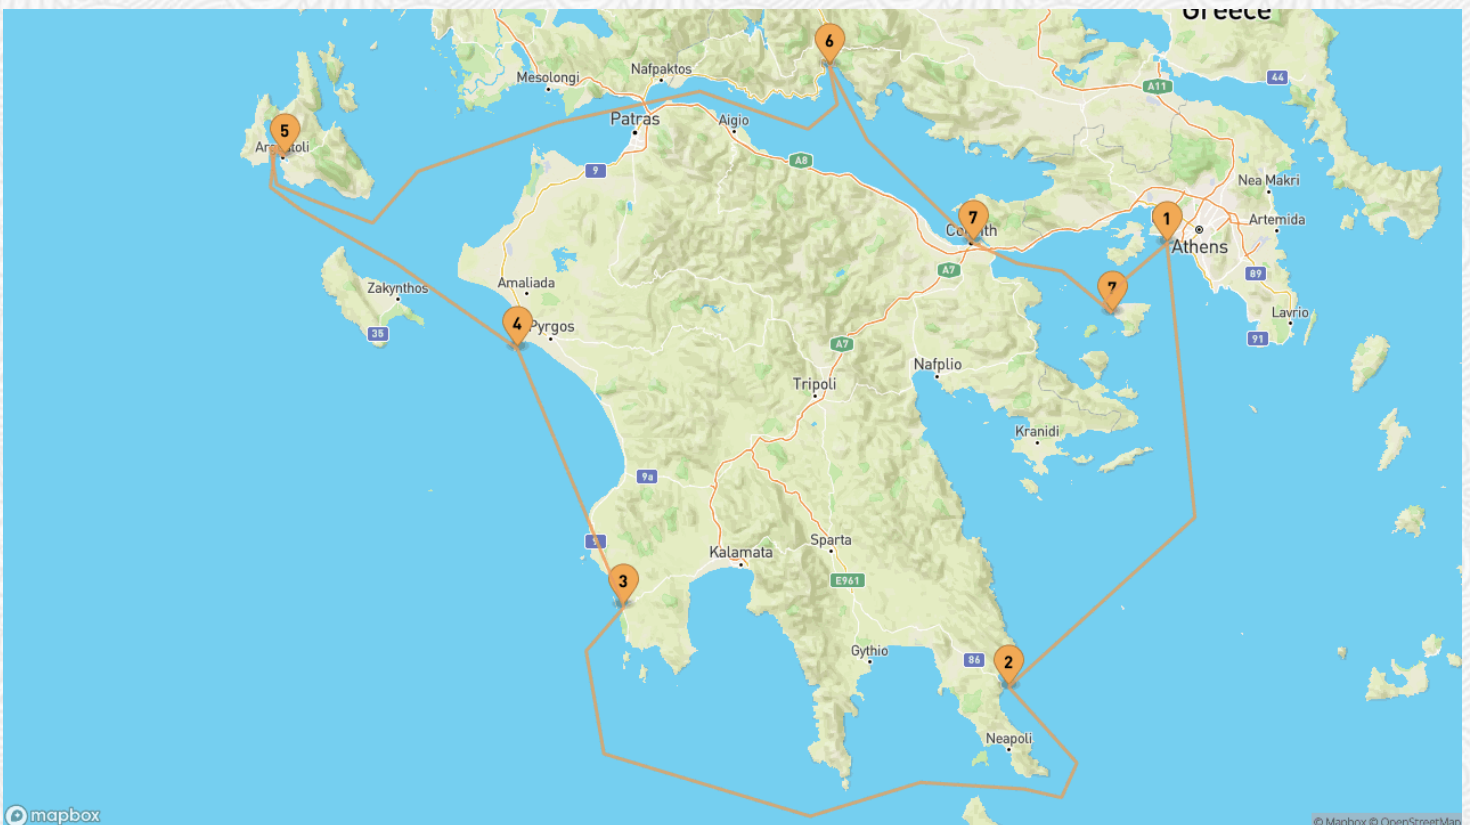 Greece
6
44
Nafpaktos
Mesolongi
A11
5
Patras
Aigio
Argostoli
A8
9
Nea Makri
7
1
Artemida
Corinth
Athens
A7
89
Amaliada
Zakynthos
7
Lavrio
4
Pyrgos
35
91
A7
Nafplio
Tripoli
Kranidi
9a
9
Sparta
Kalamata
3
E961
Gythio
86
2
Neapoli
mapbox
© Mapbox © OpenStreetMap